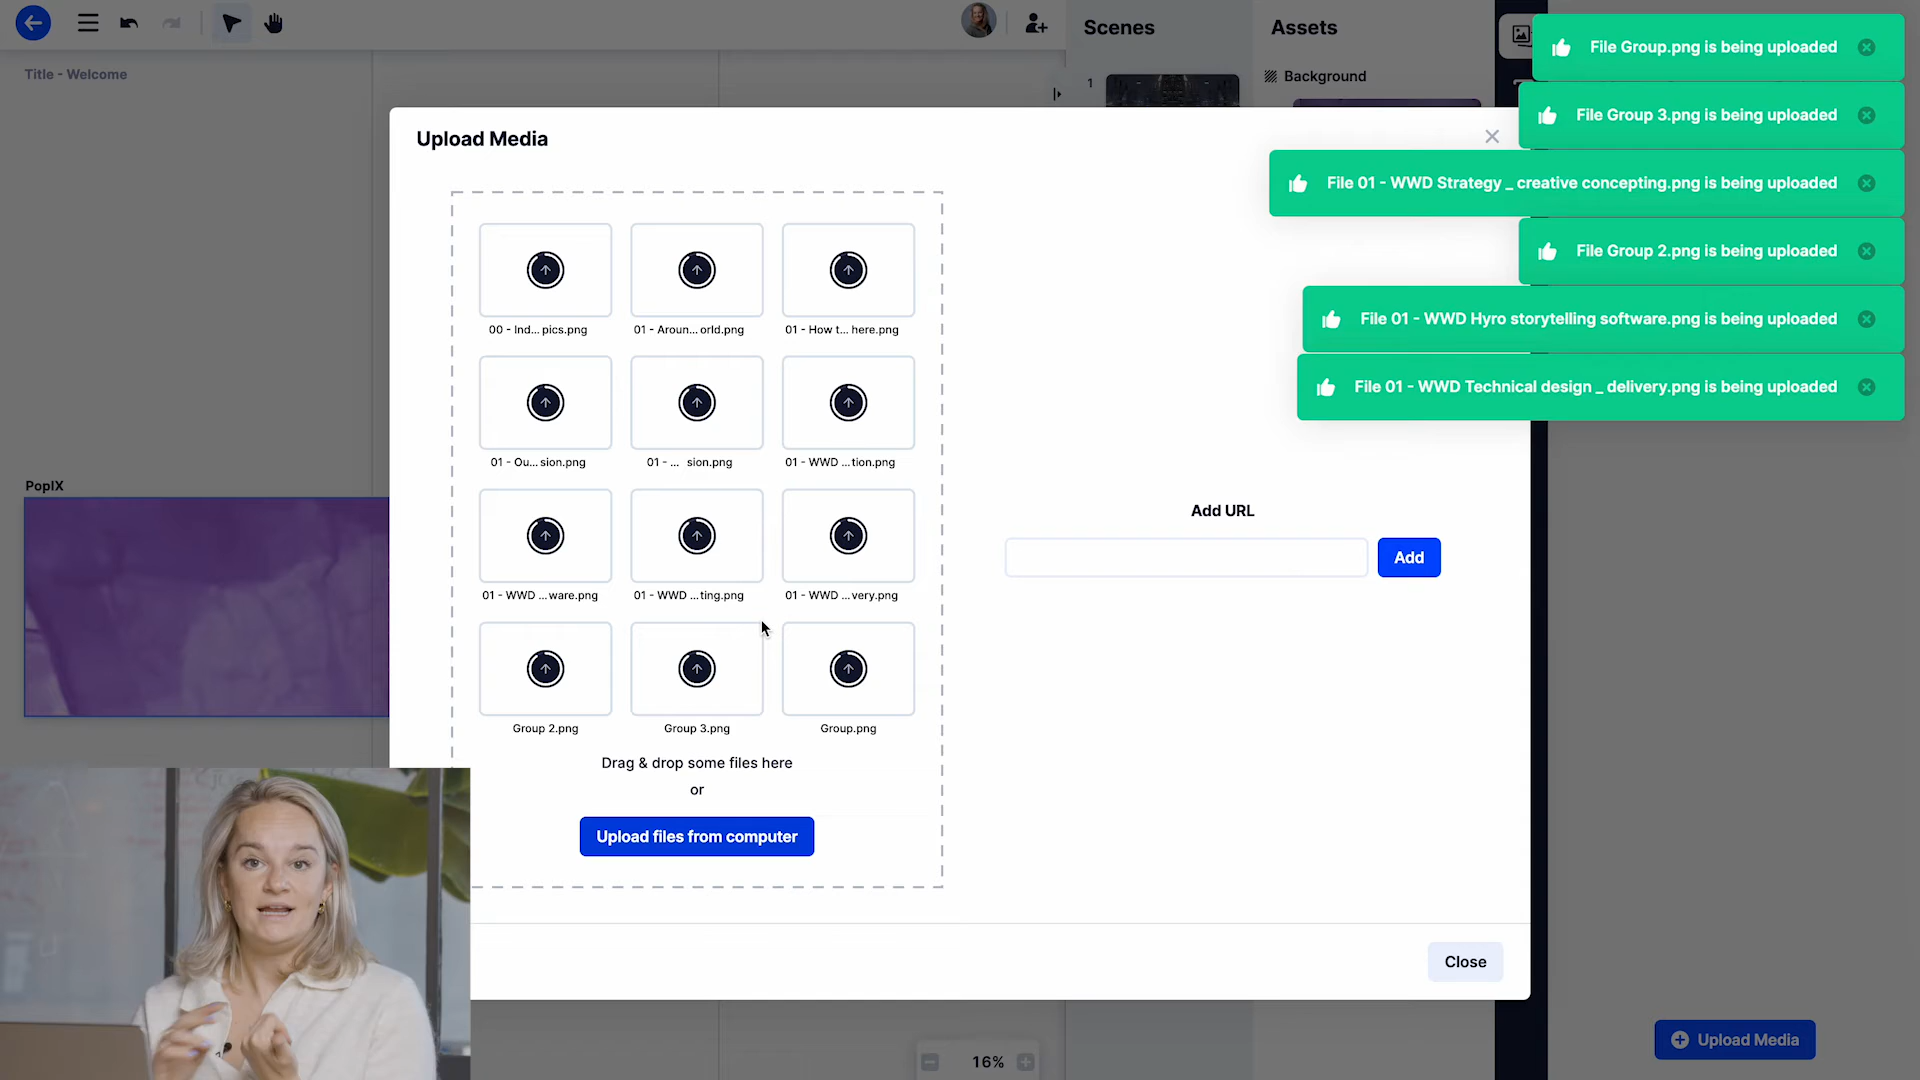 Title - Welcome
Scenes
Assets
1
Background
File Group.png is being uploaded
File Group 3.png is being uploaded
File 01 - WWD Strategy _ creative concepting.png is being uploaded
File Group 2.png is being uploaded
File 01 - WWD Hyro storytelling software.png is being uploaded
File 01 - WWD Technical design _ delivery.png is being uploaded
Upload Media
00 - Ind... pics.png
01 - Aroun... orld.png
01 - How t... here.png
01 - Ou... sion.png
01 - ... sion.png
01 - WWD ...tion.png
01 - WWD ...ware.png
01 - WWD ...ting.png
01 - WWD ...very.png
Group 2.png
Group 3.png
Group.png
Drag & drop some files here
or
Upload files from computer
Add URL
Add
Close
PopIX
16%
Upload Media